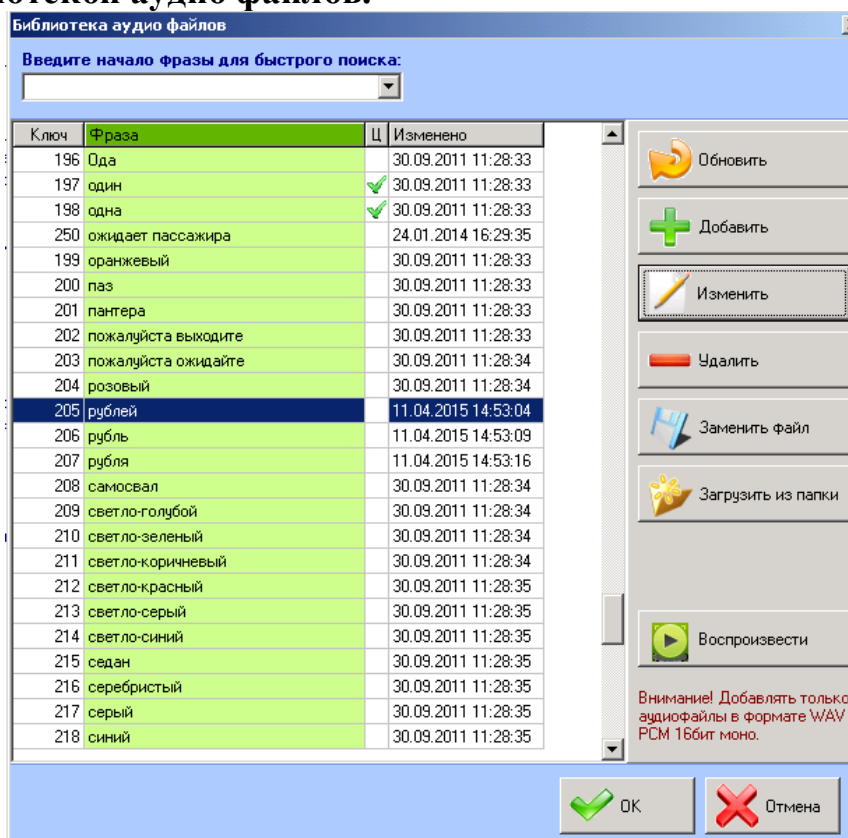 отекой аудио файлов.
Библиотека аудио файлов
Введите начало фразы для быстрого поиска:
Ключ Фраза Ц Изменено
196 Ода 30.09.2011 11:28:33
197 один 30.09.2011 11:28:33
198 одна 30.09.2011 11:28:33
250 ожидает пассажира 24.01.2014 16:29:35
199 оранжевый 30.09.2011 11:28:33
200 паз 30.09.2011 11:28:33
201 пантера 30.09.2011 11:28:33
202 пожалуйста выходите 30.09.2011 11:28:33
203 пожалуйста ожидайте 30.09.2011 11:28:34
204 розовый 30.09.2011 11:28:34
205 рублей 11.04.2015 14:53:04
206 рубль 11.04.2015 14:53:09
207 рубля 11.04.2015 14:53:16
208 самосвал 30.09.2011 11:28:34
209 светло-голубой 30.09.2011 11:28:34
210 светло-зеленый 30.09.2011 11:28:34
211 светло-коричневый 30.09.2011 11:28:34
212 светло-красный 30.09.2011 11:28:35
213 светло-серый 30.09.2011 11:28:35
214 светло-синий 30.09.2011 11:28:35
215 седан 30.09.2011 11:28:35
216 серебристый 30.09.2011 11:28:35
217 серый 30.09.2011 11:28:35
218 синий 30.09.2011 11:28:35
Обновить
Добавить
Изменить
Удалить
Заменить файл
Загрузить из папки
Воспроизвести
Внимание! Добавлять только
аудиофайлы в формате WAV
PCM 16бит моно.
OK
Отмена